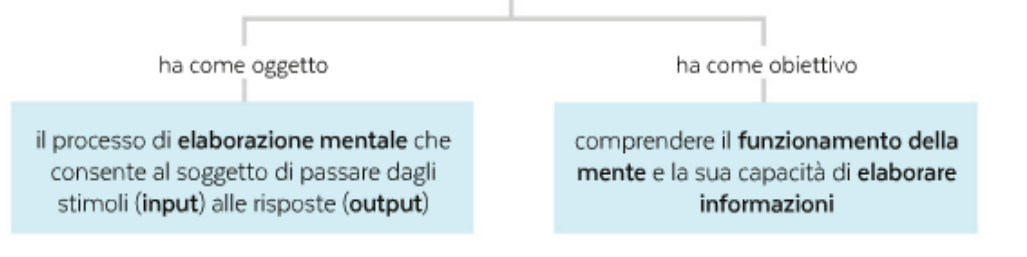 ha come oggetto
ha come obiettivo
il processo di elaborazione mentale che
consente al soggetto di passare dagli
stimoli (input) alle risposte (output)
comprendere il funzionamento della
mente e la sua capacità di elaborare
informazioni